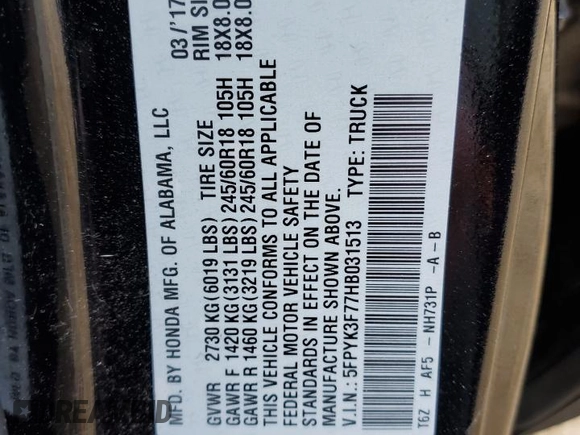 MFD. BY HONDA MFG. OF ALABAMA, LLC 03/'17
GVWR 2730 KG(6019 LBS) TIRE SIZE RIM SI
GAWR F 1420 KG(3131 LBS) 245/60R18 105H 18X8.0
GAWR R 1460 KG(3219 LBS) 245/60R18 105H 18X8.0
THIS VEHICLE CONFORMS TO ALL APPLICABLE
FEDERAL MOTOR VEHICLE SAFETY
STANDARDS IN EFFECT ON THE DATE OF
MANUFACTURE SHOWN ABOVE.
V.I.N.: 5FPYK3F77HB031513 TYPE: TRUCK
T6Z H AF5 - NH731P -A-B